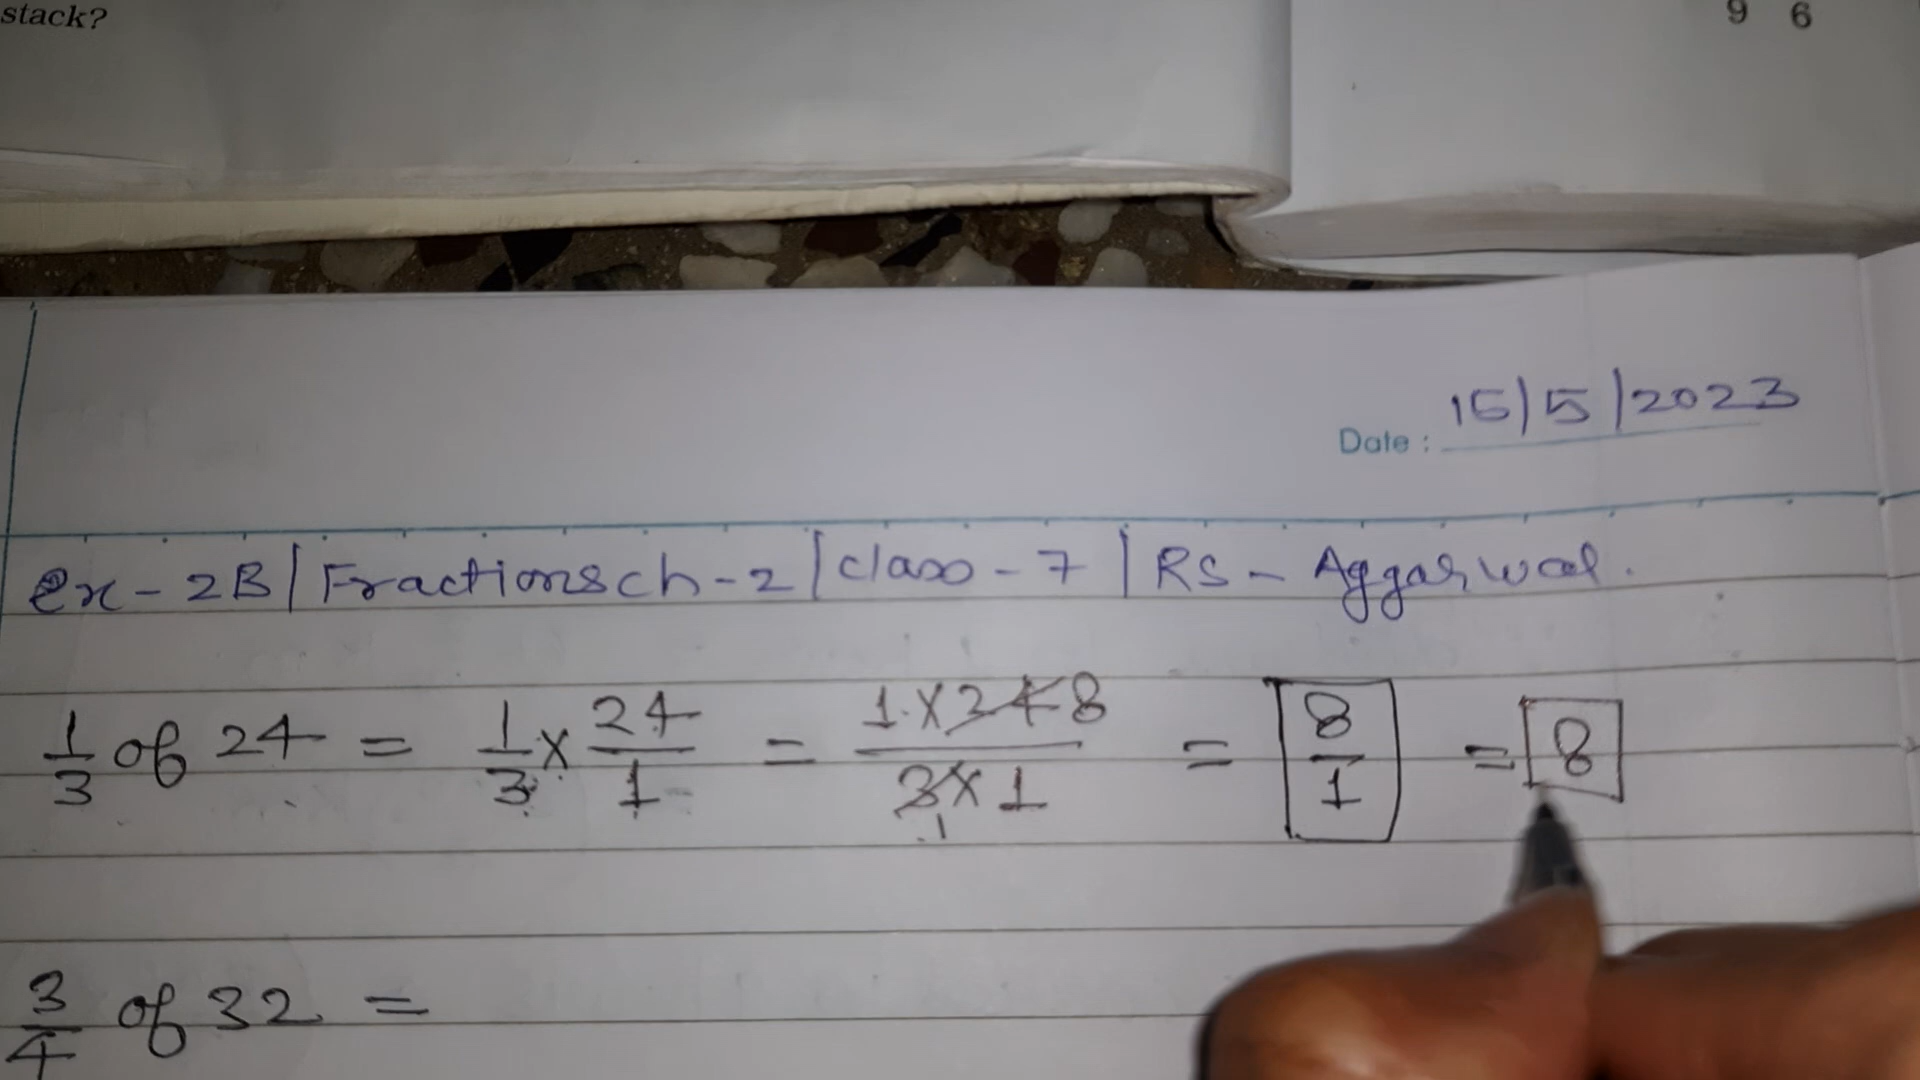 stack?
9 6
Date : 15/5/2023
ex-2B | Fractions ch-2 | class-7 | RS-Aggarwal.
1/3 of 24 = 1/3 × 24/1 = 1×24 8/3×1 1 = 8/1 = 8
3/4 of 32 =